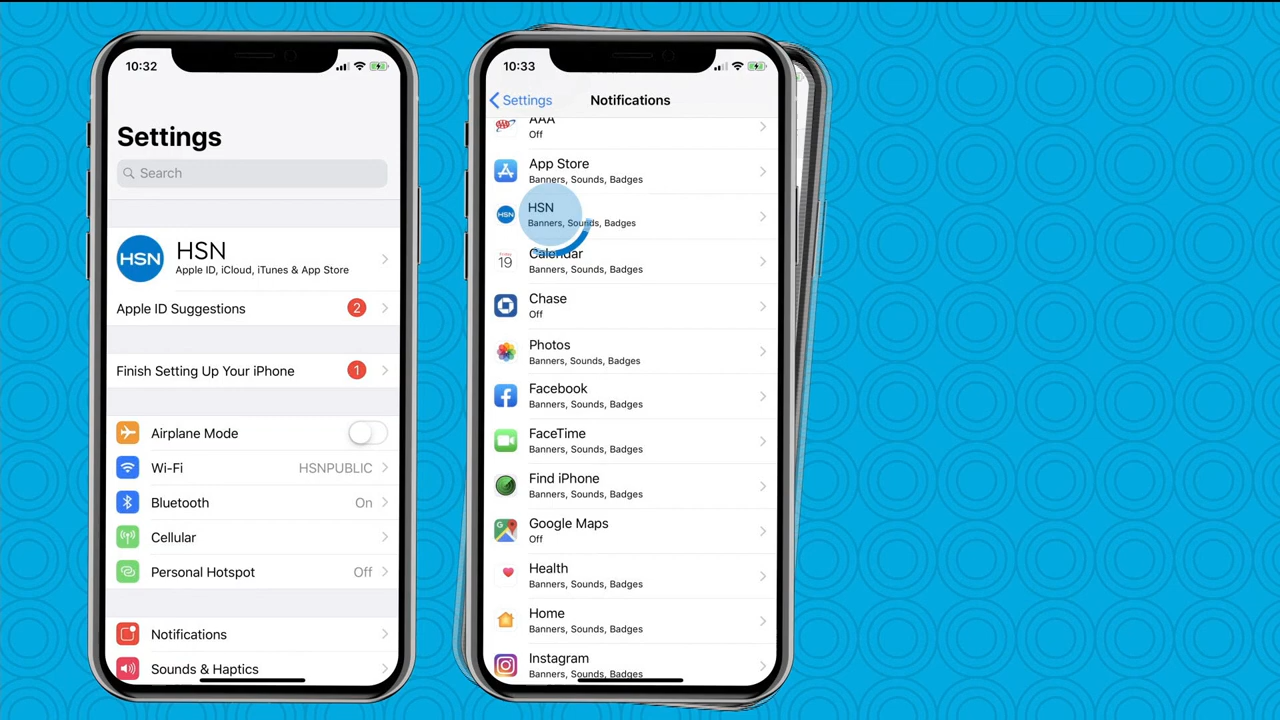 10:32
Settings
Search
HSN
HSN
Apple ID, iCloud, iTunes & App Store
Apple ID Suggestions
2
Finish Setting Up Your iPhone
1
Airplane Mode
Wi-Fi
HSNPUBLIC
Bluetooth
On
Cellular
Personal Hotspot
Off
Notifications
Sounds & Haptics
10:33
Settings
Notifications
AAA
Off
App Store
Banners, Sounds, Badges
HSN
HSN
Banners, Sounds, Badges
19
Calendar
Banners, Sounds, Badges
Chase
Off
Photos
Banners, Sounds, Badges
Facebook
Banners, Sounds, Badges
FaceTime
Banners, Sounds, Badges
Find iPhone
Banners, Sounds, Badges
Google Maps
Off
Health
Banners, Sounds, Badges
Home
Banners, Sounds, Badges
Instagram
Banners, Sounds, Badges